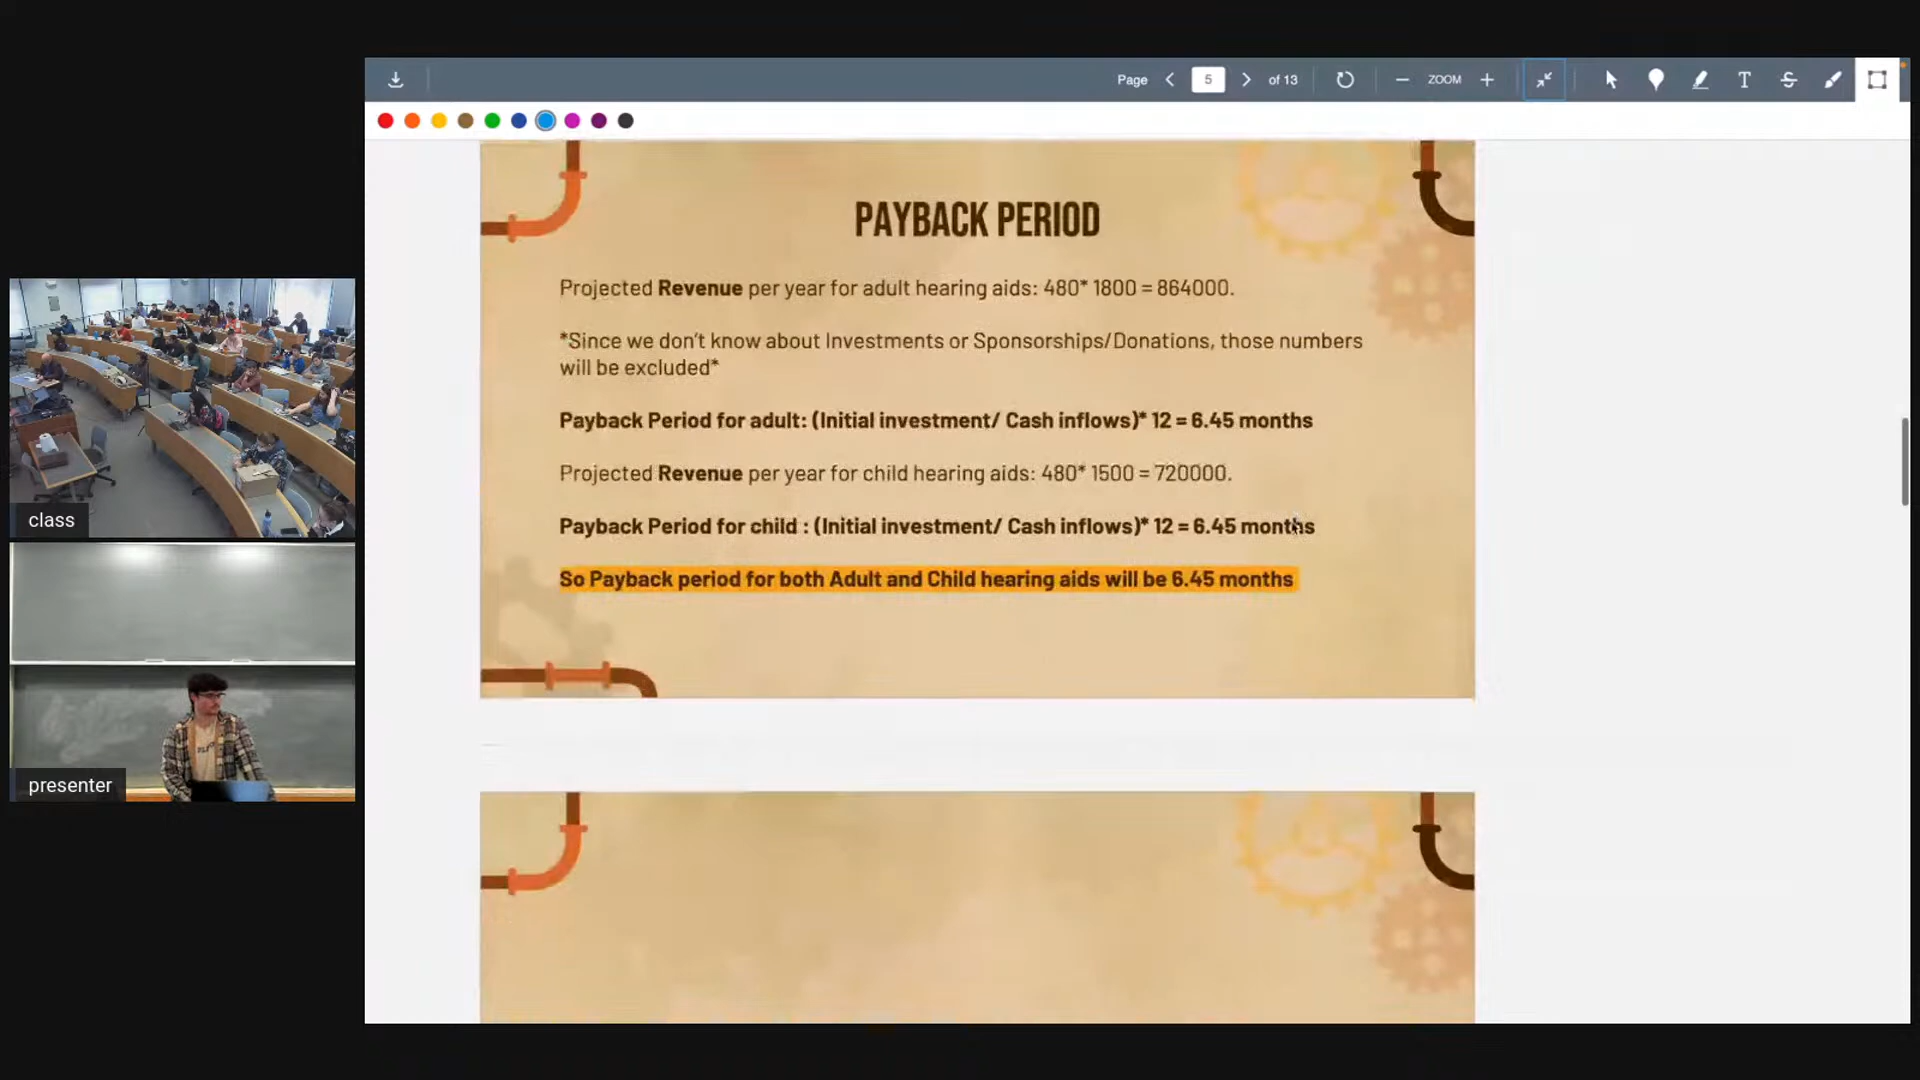 Page 5 of 13 ZOOM
PAYBACK PERIOD
Projected Revenue per year for adult hearing aids: 480* 1800 = 864000.
*Since we don't know about Investments or Sponsorships/Donations, those numbers
will be excluded*
Payback Period for adult: (Initial investment/ Cash inflows)* 12 = 6.45 months
Projected Revenue per year for child hearing aids: 480* 1500 = 720000.
Payback Period for child : (Initial investment/ Cash inflows)* 12 = 6.45 months
So Payback period for both Adult and Child hearing aids will be 6.45 months
class
presenter